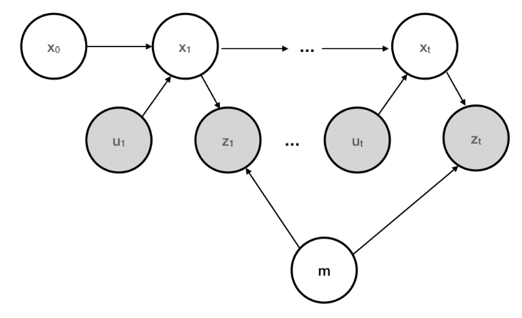 x₀ x₁ ... xₜ
u₁ z₁ ... uₜ zₜ
m